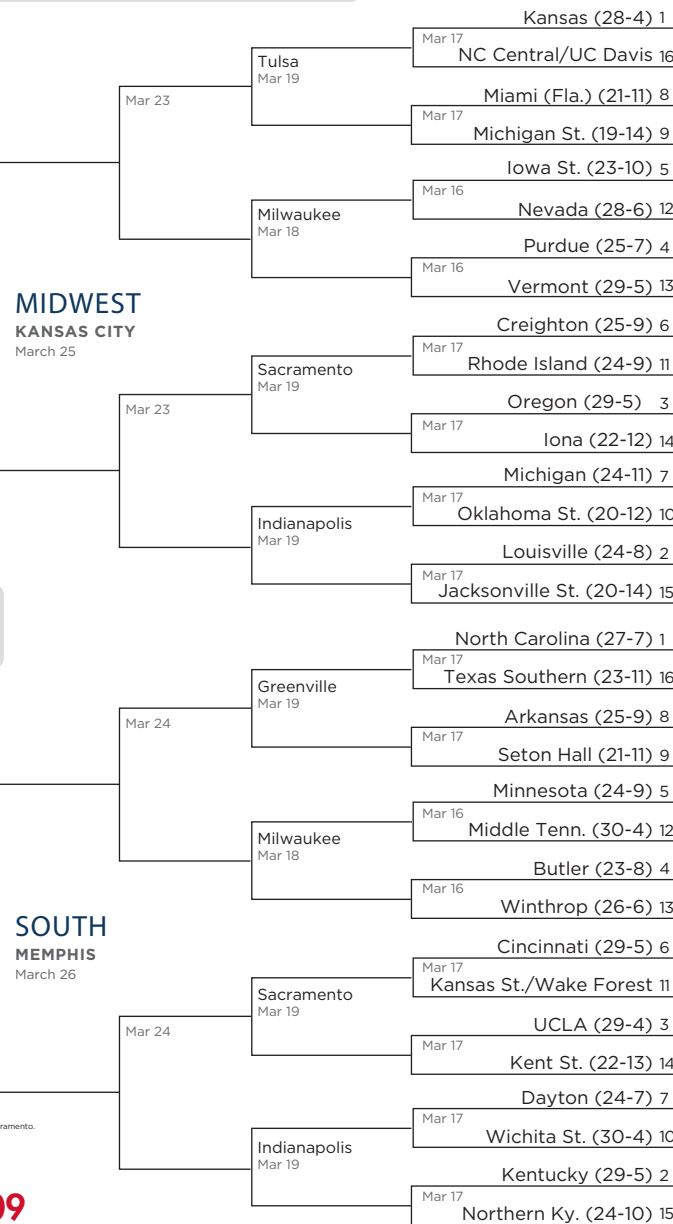 Kansas (28-4) 1
Mar 17
NC Central/UC Davis 16
Tulsa
Mar 19
Miami (Fla.) (21-11) 8
Mar 17
Michigan St. (19-14) 9
Mar 23
Iowa St. (23-10) 5
Mar 16
Nevada (28-6) 12
Milwaukee
Mar 18
Purdue (25-7) 4
Mar 16
Vermont (29-5) 13
MIDWEST
KANSAS CITY
March 25
Creighton (25-9) 6
Mar 17
Rhode Island (24-9) 11
Sacramento
Mar 19
Oregon (29-5) 3
Mar 17
Iona (22-12) 14
Mar 23
Michigan (24-11) 7
Mar 17
Oklahoma St. (20-12) 10
Indianapolis
Mar 19
Louisville (24-8) 2
Mar 17
Jacksonville St. (20-14) 15
North Carolina (27-7) 1
Mar 17
Texas Southern (23-11) 16
Greenville
Mar 19
Arkansas (25-9) 8
Mar 17
Seton Hall (21-11) 9
Mar 24
Minnesota (24-9) 5
Mar 16
Middle Tenn. (30-4) 12
Milwaukee
Mar 18
Butler (23-8) 4
Mar 16
Winthrop (26-6) 13
SOUTH
MEMPHIS
March 26
Cincinnati (29-5) 6
Mar 17
Kansas St./Wake Forest 11
Sacramento
Mar 19
UCLA (29-4) 3
Mar 17
Kent St. (22-13) 14
Mar 24
Dayton (24-7) 7
Mar 17
Wichita St. (30-4) 10
Indianapolis
Mar 19
Kentucky (29-5) 2
Mar 17
Northern Ky. (24-10) 15
ramento.
09